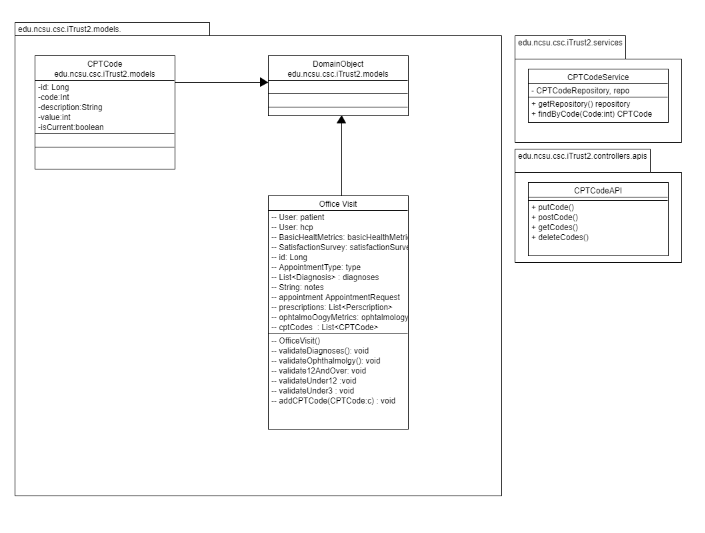 edu.ncsu.csc.iTrust2.models.
CPTCode
edu.ncsu.csc.iTrust2.models
-id: Long
-code:Int
-description:String
-value:int
-isCurrent:boolean
DomainObject
edu.ncsu.csc.iTrust2.models
Office Visit
-- User: patient
-- User: hcp
-- BasicHealtMetrics: basicHealthMetri
-- SatisfactionSurvey: satisfactionSurve
-- id: Long
-- AppointmentType: type
-- List<Diagnosis> : diagnoses
-- String: notes
-- appointment AppointmentRequest
-- prescriptions: List<Perscription>
-- ophtalmoOogyMetrics: ophtalmology
-- cptCodes : List<CPTCode>
-- OfficeVisit()
-- validateDiagnoses(): void
-- validateOphthalmolgy(): void
-- validate12AndOver: void
-- validateUnder12 :void
-- validateUnder3 : void
-- addCPTCode(CPTCode:c) : void
edu.ncsu.csc.iTrust2.services
CPTCodeService
- CPTCodeRepository, repo
+ getRepository() repository
+ findByCode(Code:int) CPTCode
edu.ncsu.csc.iTrust2.controllers.apis
CPTCodeAPI
+ putCode()
+ postCode()
+ getCodes()
+ deleteCodes()